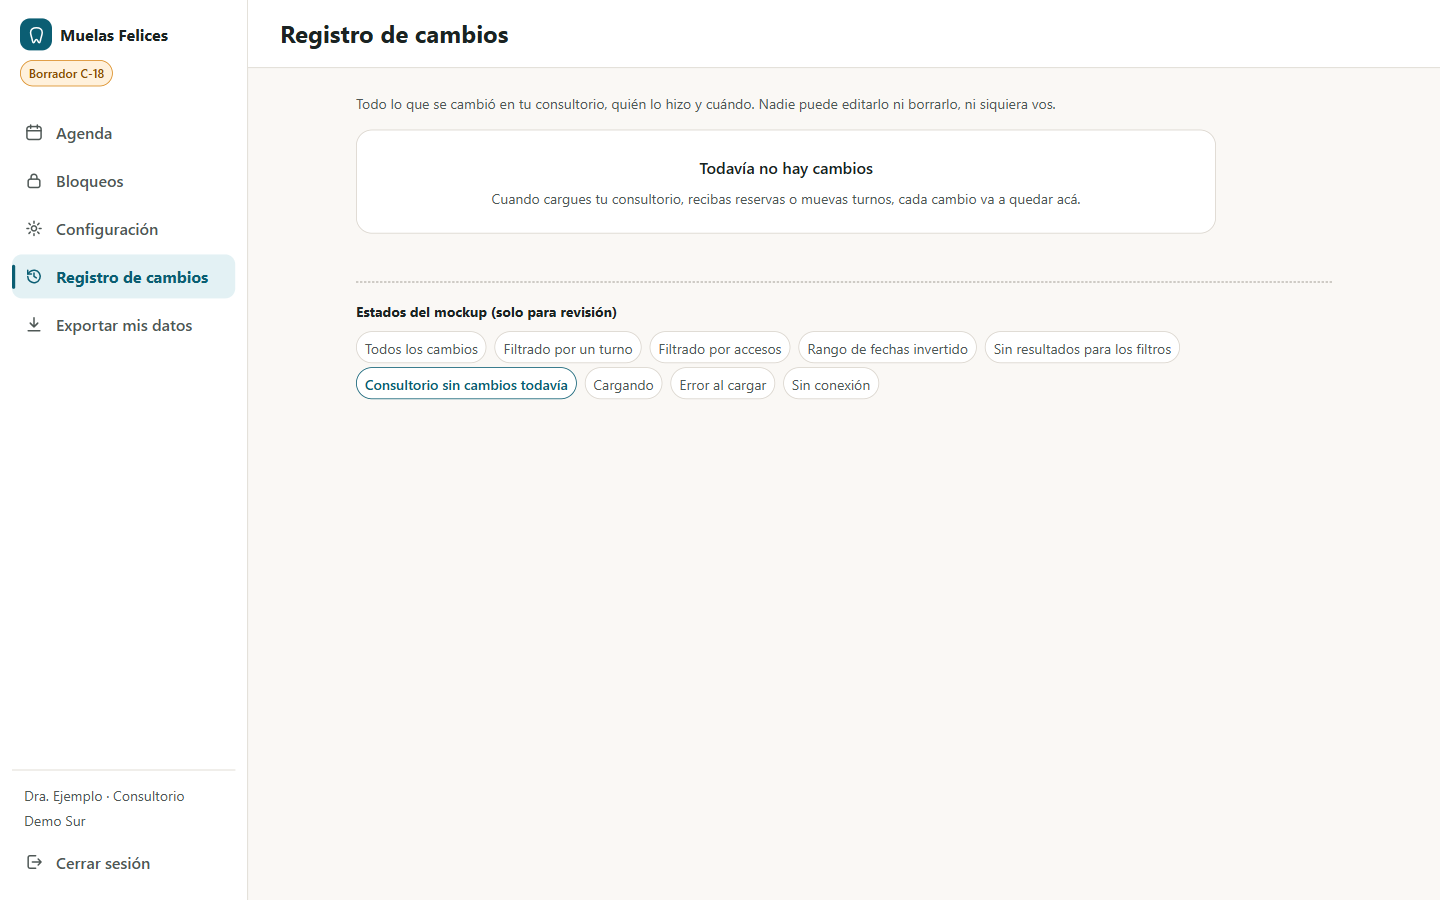 Muelas Felices
Borrador C-18
Agenda
Bloqueos
Configuración
Registro de cambios
Exportar mis datos
Dra. Ejemplo · Consultorio
Demo Sur
Cerrar sesión
Registro de cambios
Todo lo que se cambió en tu consultorio, quién lo hizo y cuándo. Nadie puede editarlo ni borrarlo, ni siquiera vos.
Todavía no hay cambios
Cuando cargues tu consultorio, recibas reservas o muevas turnos, cada cambio va a quedar acá.
Estados del mockup (solo para revisión)
Todos los cambios Filtrado por un turno Filtrado por accesos Rango de fechas invertido Sin resultados para los filtros
Consultorio sin cambios todavía Cargando Error al cargar Sin conexión